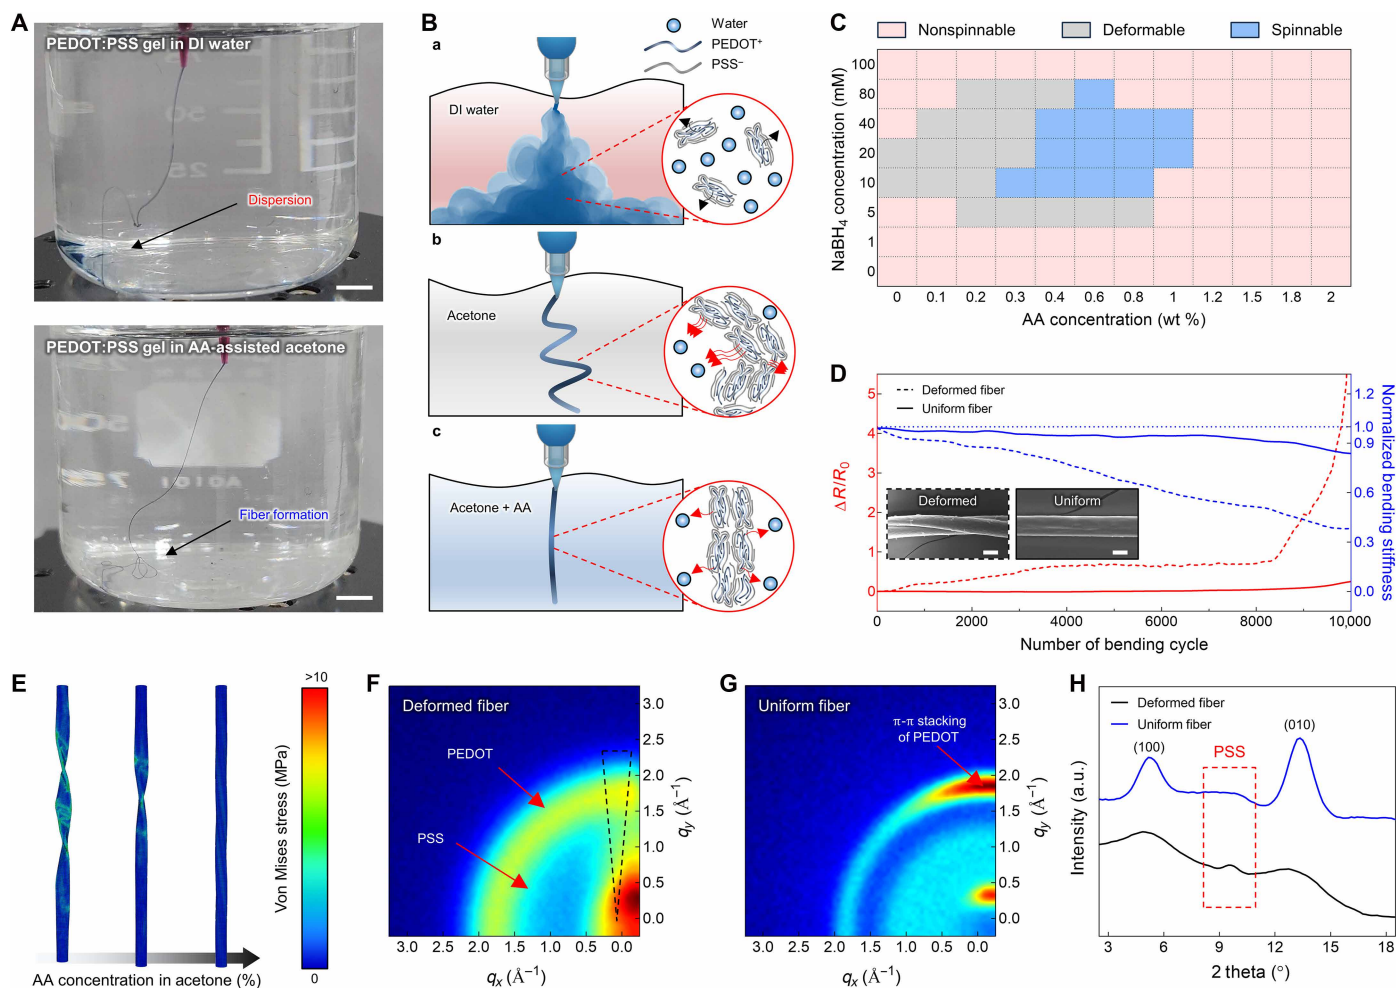 A
PEDOT:PSS gel in DI water
50
25
Dispersion
PEDOT:PSS gel in AA-assisted acetone
Fiber formation
B
Water
PEDOT⁺
PSS⁻
a
DI water
b
Acetone
c
Acetone + AA
C
Nonspinnable
Deformable
Spinnable
NaBH₄ concentration (mM)
100
80
40
20
10
5
1
0
0 0.1 0.2 0.3 0.4 0.6 0.8 1 1.2 1.5 1.8 2
AA concentration (wt %)
D
Deformed fiber
Uniform fiber
ΔR/R₀
5
4
3
2
1
0
Deformed
Uniform
Normalized bending stiffness
1.2
1.0
0.9
0.6
0.3
0.0
0 2000 4000 6000 8000 10,000
Number of bending cycle
E
>10
Von Mises stress (MPa)
0
AA concentration in acetone (%)
F
Deformed fiber
PEDOT
PSS
3.0
2.5
2.0
1.5
1.0
0.5
0.0
qy (Å⁻¹)
3.0 2.5 2.0 1.5 1.0 0.5 0.0
qx (Å⁻¹)
G
Uniform fiber
π-π stacking
of PEDOT
3.0
2.5
2.0
1.5
1.0
0.5
0.0
qy (Å⁻¹)
3.0 2.5 2.0 1.5 1.0 0.5 0.0
qx (Å⁻¹)
H
Deformed fiber
Uniform fiber
(100)
PSS
(010)
Intensity (a.u.)
3 6 9 12 15 18
2 theta (°)